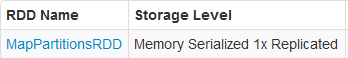 RDD Name Storage Level
MapPartitionsRDD Memory Serialized 1x Replicated